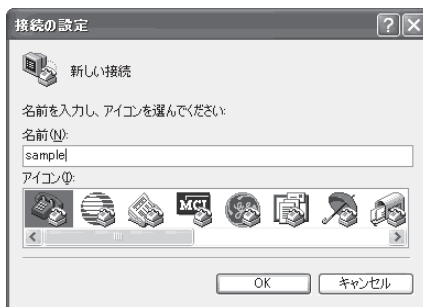 接続の設定
新しい接続
名前を入力し、アイコンを選んでください:
名前(N):
sample
アイコン(I):
MCI
OK
キャンセル